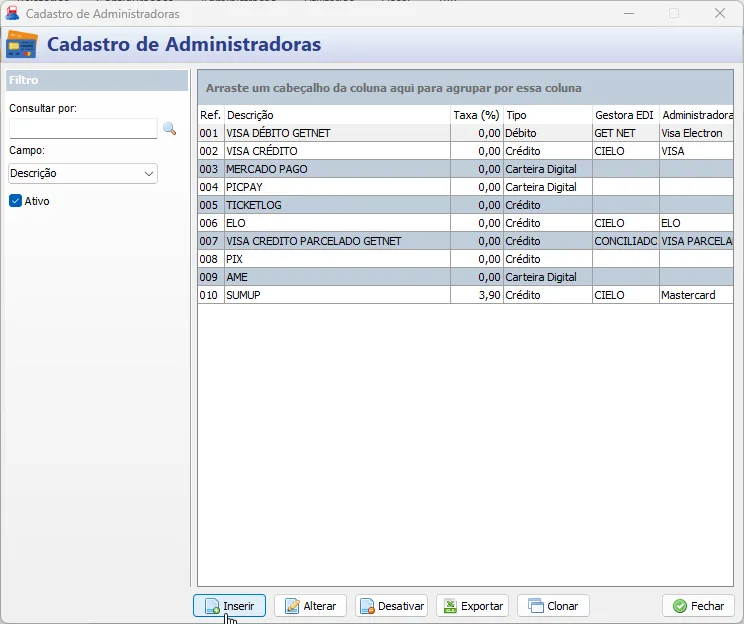 Cadastro de Administradoras
Cadastro de Administradoras
Filtro
Consultar por:
Campo:
Descrição
Ativo
Arraste um cabeçalho da coluna aqui para agrupar por essa coluna
Ref. Descrição Taxa (%) Tipo Gestora EDI Administradora
001 VISA DÉBITO GETNET 0,00 Débito GET NET Visa Electron
002 VISA CRÉDITO 0,00 Crédito CIELO VISA
003 MERCADO PAGO 0,00 Carteira Digital
004 PICPAY 0,00 Carteira Digital
005 TICKETLOG 0,00 Crédito
006 ELO 0,00 Crédito CIELO ELO
007 VISA CREDITO PARCELADO GETNET 0,00 Crédito CONCILIADO VISA PARCELA
008 PIX 0,00 Crédito
009 AME 0,00 Carteira Digital
010 SUMUP 3,90 Crédito CIELO Mastercard
Inserir Alterar Desativar Exportar Clonar Fechar